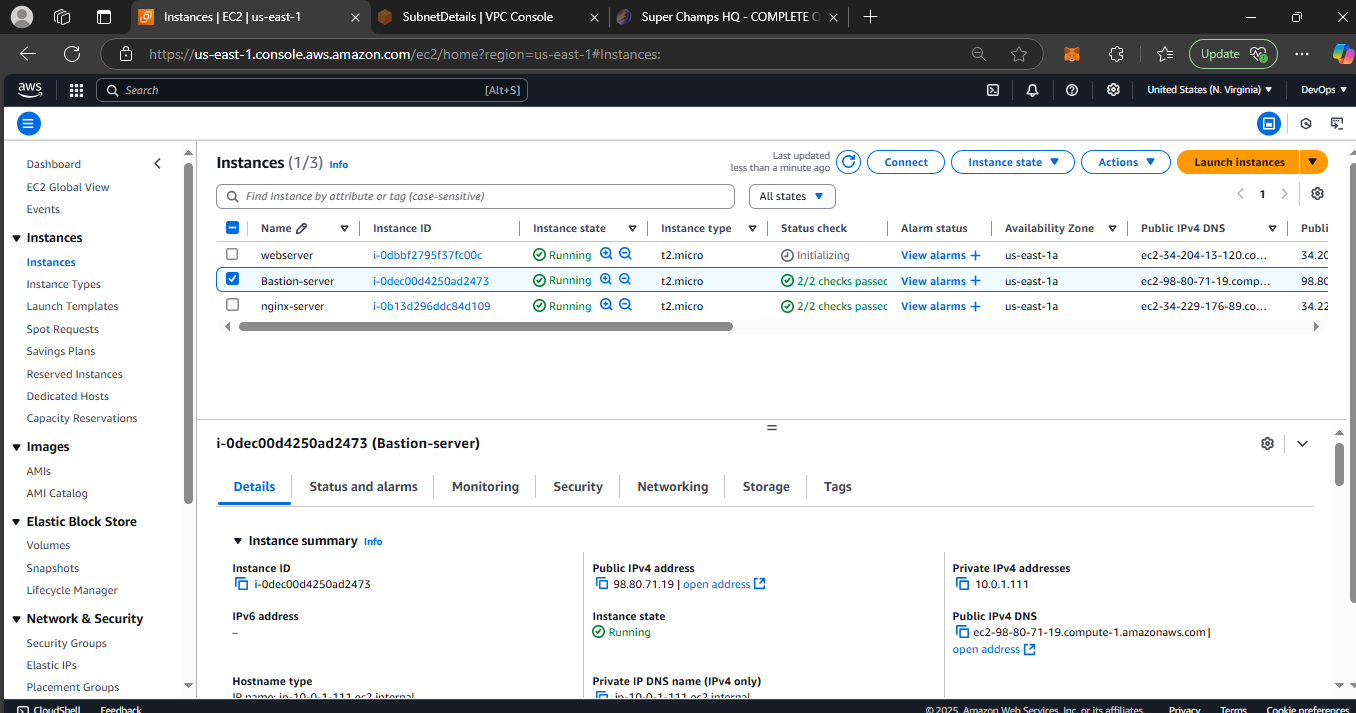 Instances | EC2 | us-east-1
SubnetDetails | VPC Console
Super Champs HQ - COMPLETE Q
https://us-east-1.console.aws.amazon.com/ec2/home?region=us-east-1#Instances:
Update
aws
Search
[Alt+S]
United States (N. Virginia)
DevOps
Dashboard
EC2 Global View
Events
Instances
Instances
Instance Types
Launch Templates
Spot Requests
Savings Plans
Reserved Instances
Dedicated Hosts
Capacity Reservations
Images
AMIs
AMI Catalog
Elastic Block Store
Volumes
Snapshots
Lifecycle Manager
Network & Security
Security Groups
Elastic IPs
Placement Groups
Instances (1/3) Info
Last updated
less than a minute ago
Connect
Instance state
Actions
Launch instances
Find Instance by attribute or tag (case-sensitive)
All states
1
Name Instance ID Instance state Instance type Status check Alarm status Availability Zone Public IPv4 DNS Publi
webserver i-0dbbf2795f37fc00c Running t2.micro Initializing View alarms + us-east-1a ec2-34-204-13-120.co... 34.20
Bastion-server i-0dec00d4250ad2473 Running t2.micro 2/2 checks passed View alarms + us-east-1a ec2-98-80-71-19.comp... 98.80
nginx-server i-0b13d296ddc84d109 Running t2.micro 2/2 checks passed View alarms + us-east-1a ec2-34-229-176-89.co... 34.22
i-0dec00d4250ad2473 (Bastion-server)
Details
Status and alarms
Monitoring
Security
Networking
Storage
Tags
Instance summary Info
Instance ID
i-0dec00d4250ad2473
Public IPv4 address
98.80.71.19 | open address
Private IPv4 addresses
10.0.1.111
IPv6 address
–
Instance state
Running
Public IPv4 DNS
ec2-98-80-71-19.compute-1.amazonaws.com |
open address
Hostname type
IP name: ip-10-0-1-111.ec2.internal
Private IP DNS name (IPv4 only)
ip-10-0-1-111.ec2.internal
CloudShell
Feedback
© 2025, Amazon Web Services, Inc. or its affiliates.
Privacy
Terms
Cookie preferences